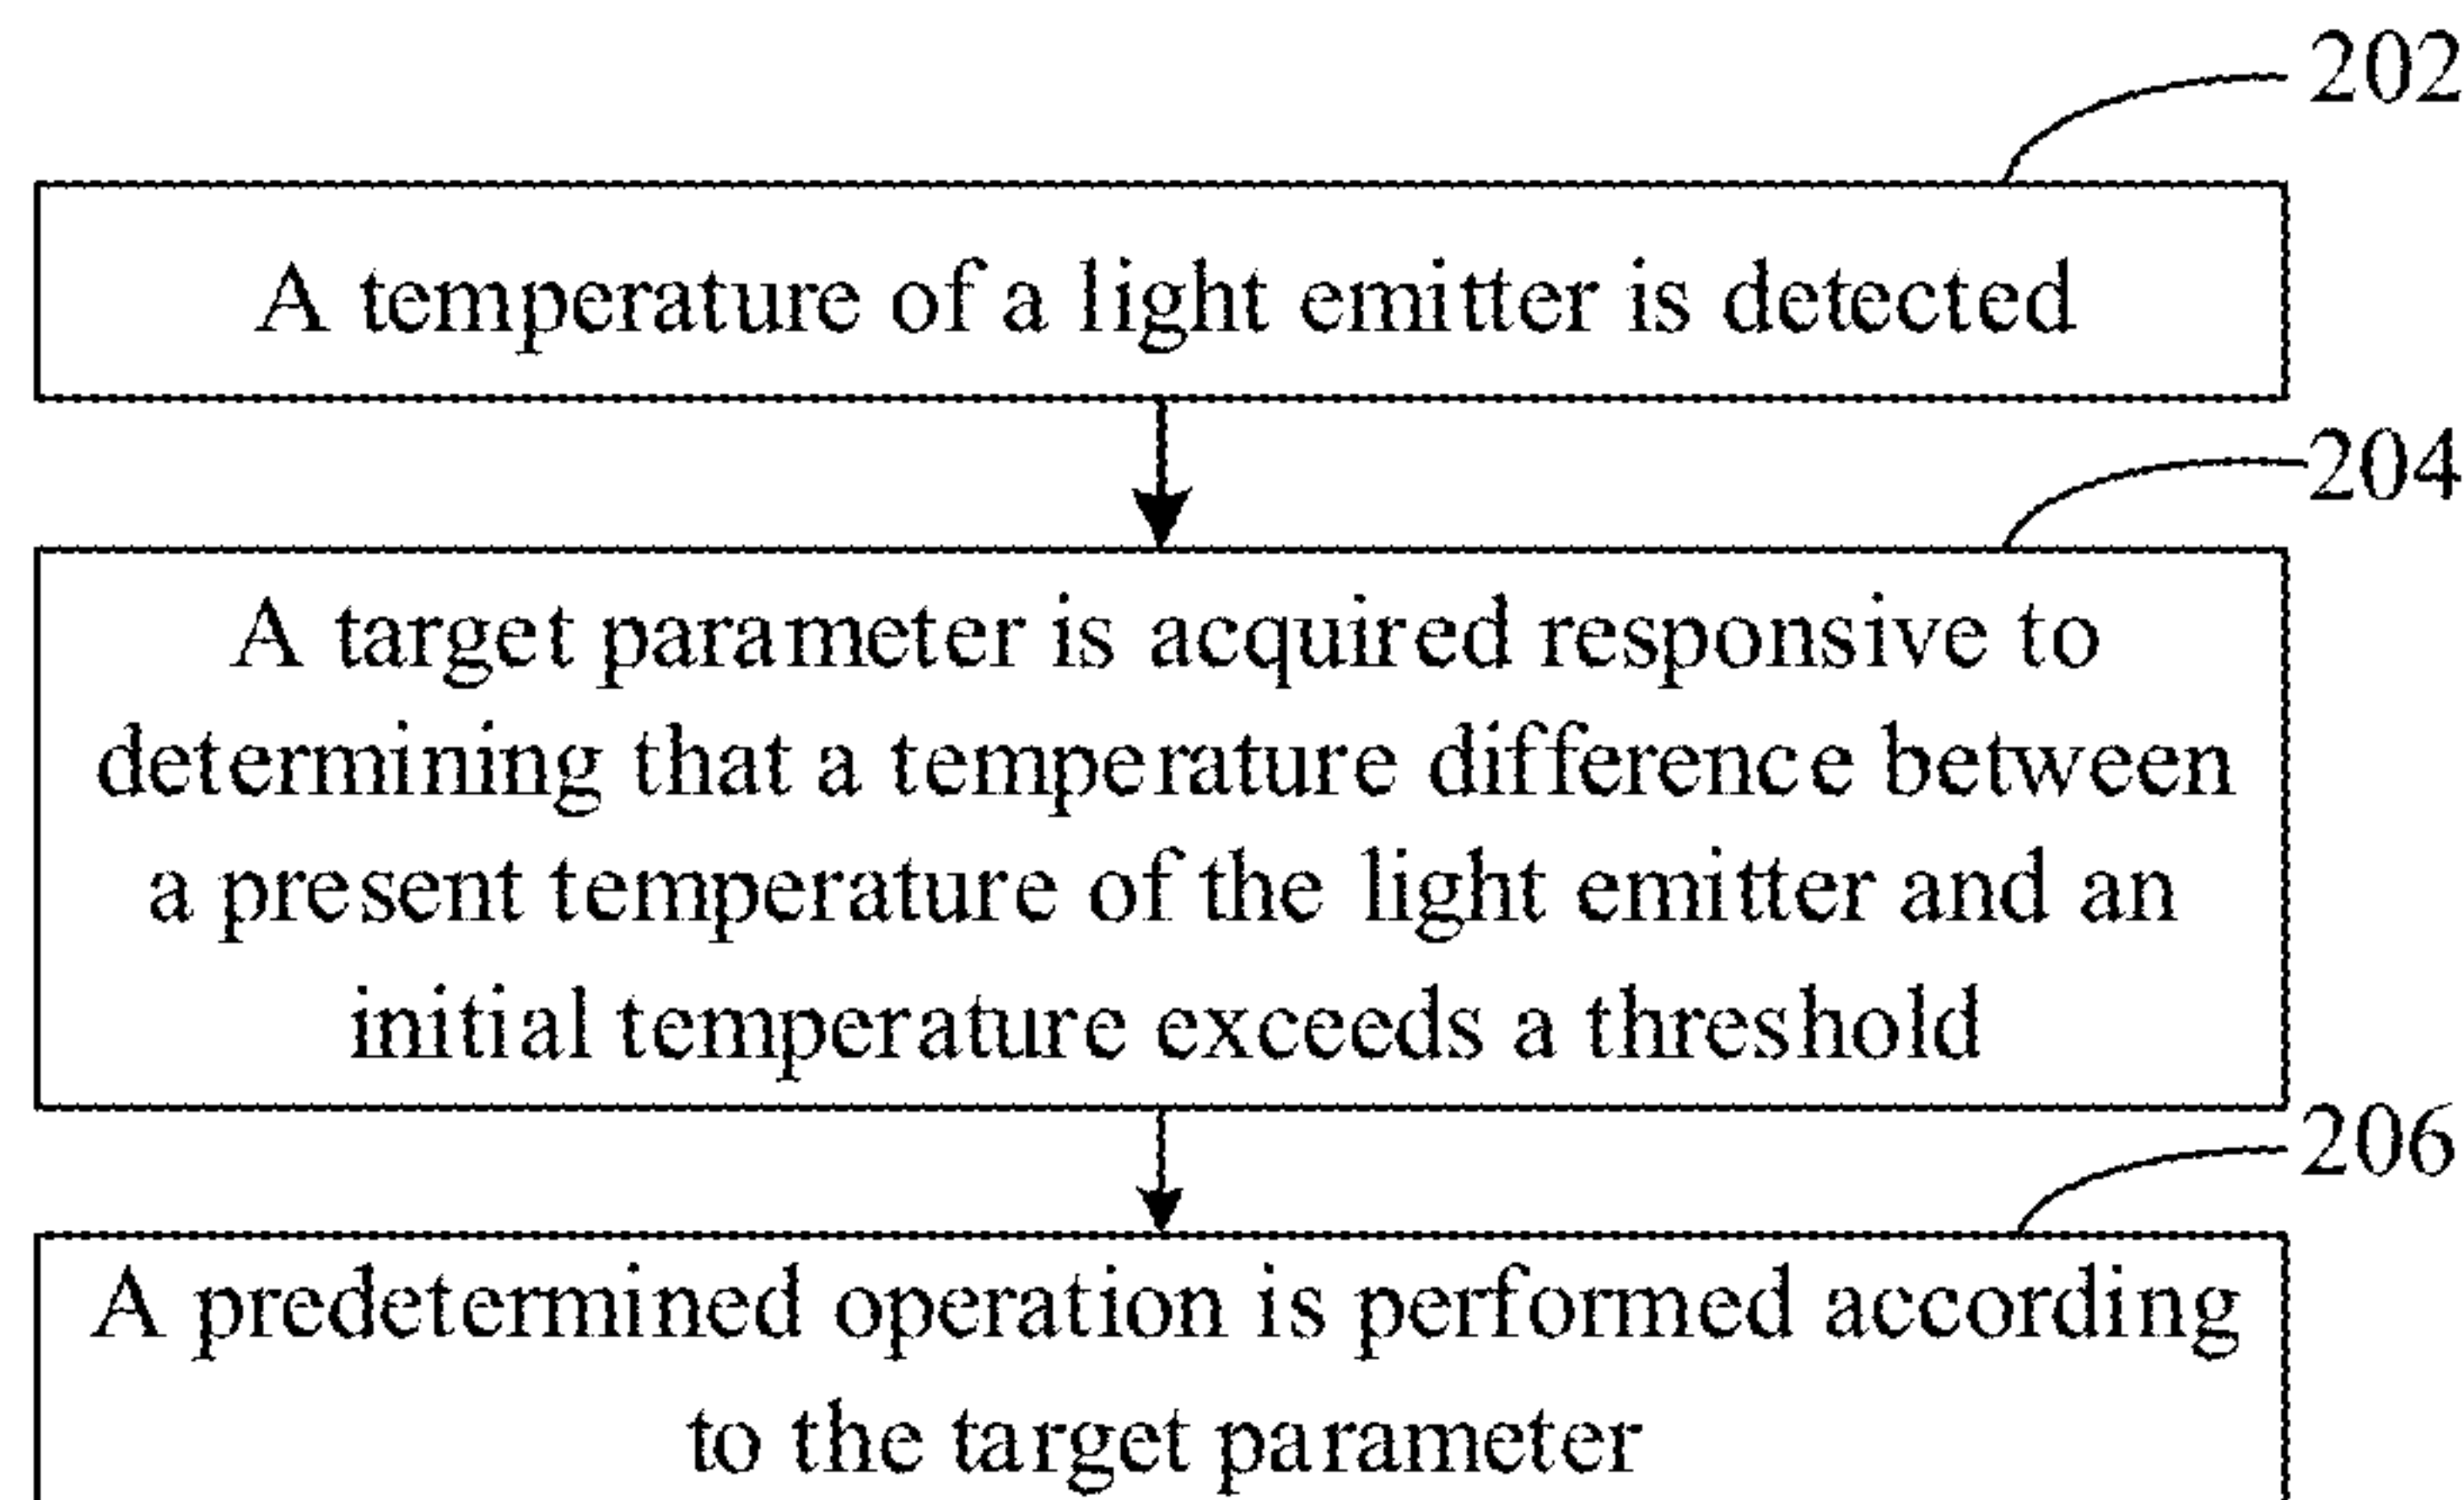 202
A temperature of a light emitter is detected
204
A target parameter is acquired responsive to
determining that a temperature difference between
a present temperature of the light emitter and an
initial temperature exceeds a threshold
206
A predetermined operation is performed according
to the target parameter